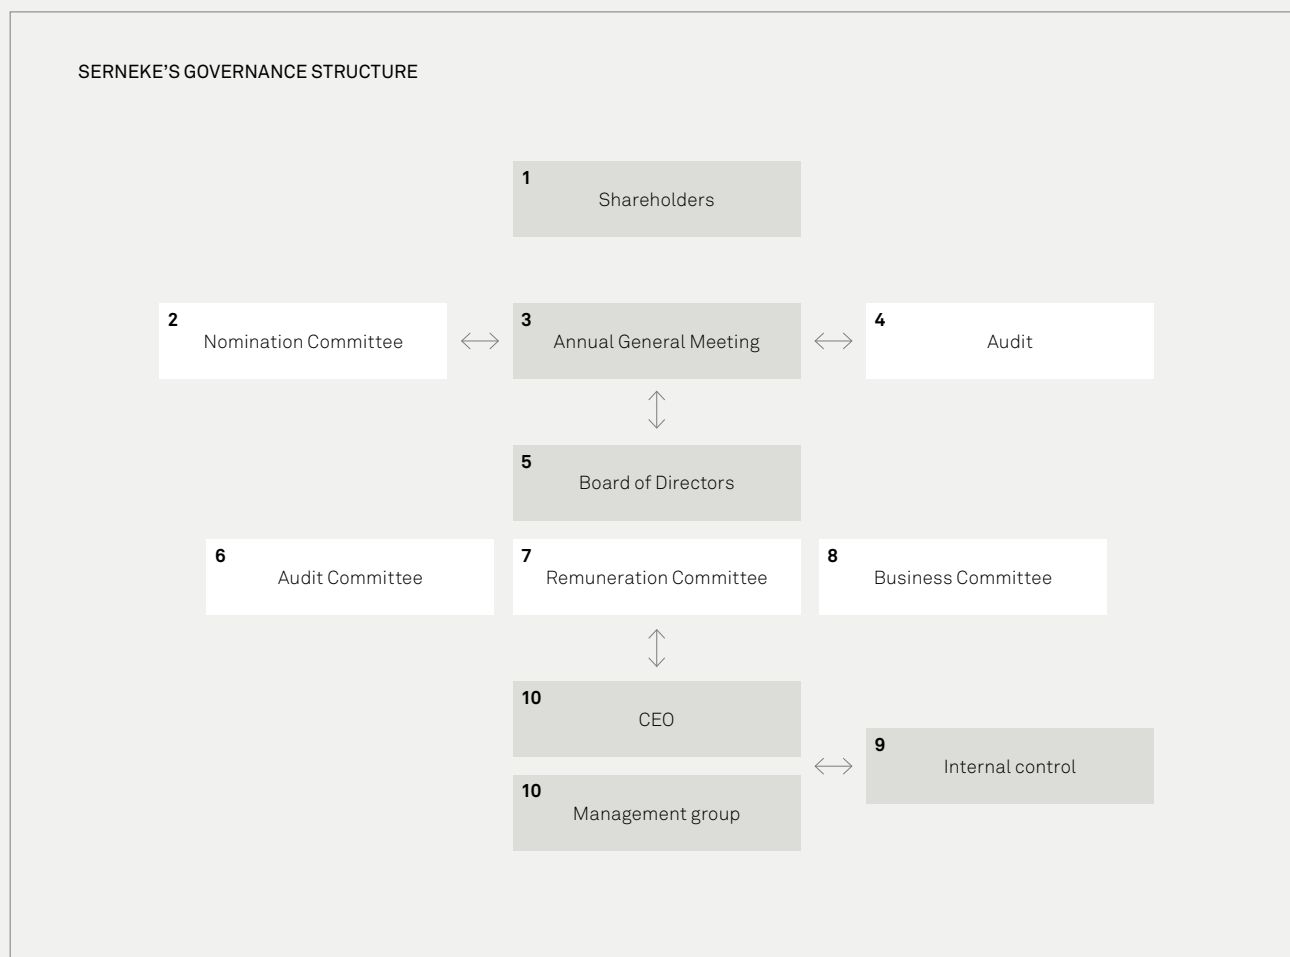 SERNEKE’S GOVERNANCE STRUCTURE
1
Shareholders
2
Nomination Committee
3
Annual General Meeting
4
Audit
5
Board of Directors
6
Audit Committee
7
Remuneration Committee
8
Business Committee
10
CEO
9
Internal control
10
Management group